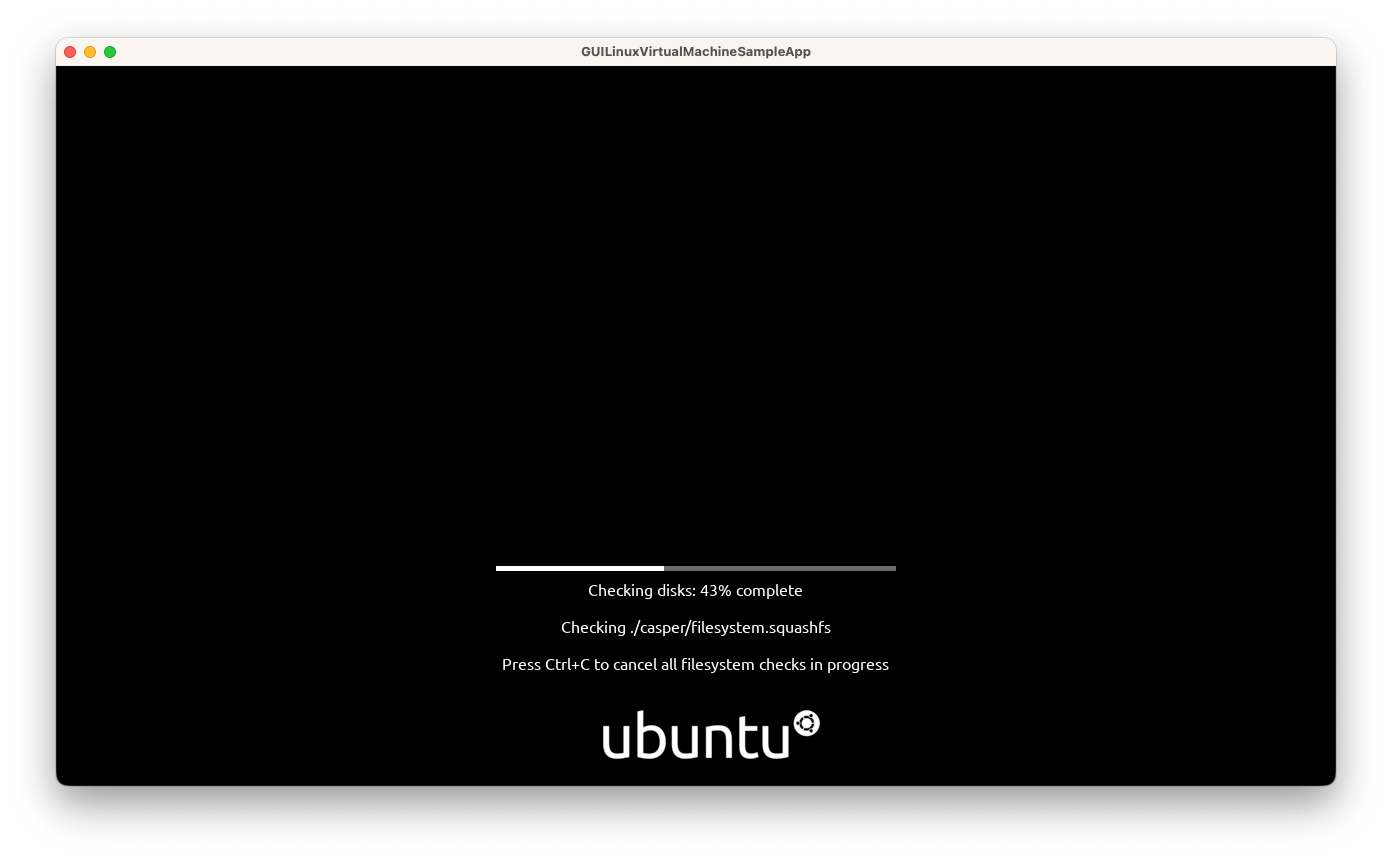 GUILinuxVirtualMachineSampleApp
Checking disks: 43% complete
Checking ./casper/filesystem.squashfs
Press Ctrl+C to cancel all filesystem checks in progress
ubuntu